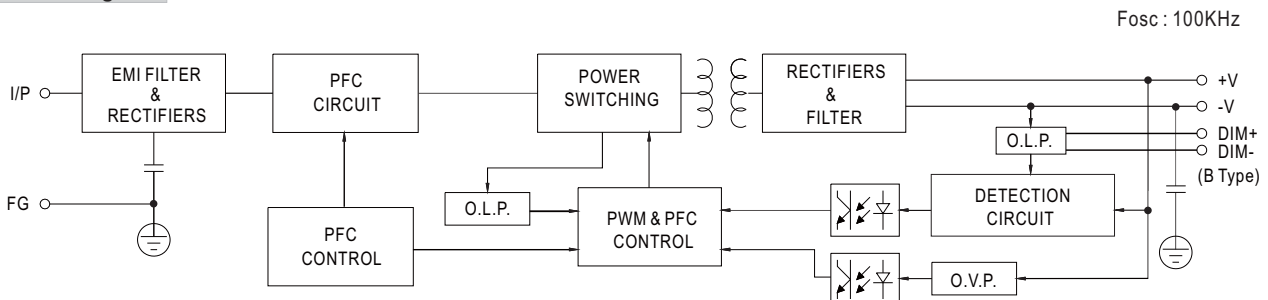 Fosc : 100KHz
I/P
EMI FILTER
&
RECTIFIERS
PFC
CIRCUIT
POWER
SWITCHING
RECTIFIERS
&
FILTER
+V
-V
O.L.P.
DIM+
DIM-
(B Type)
FG
PFC
CONTROL
O.L.P.
PWM & PFC
CONTROL
DETECTION
CIRCUIT
O.V.P.